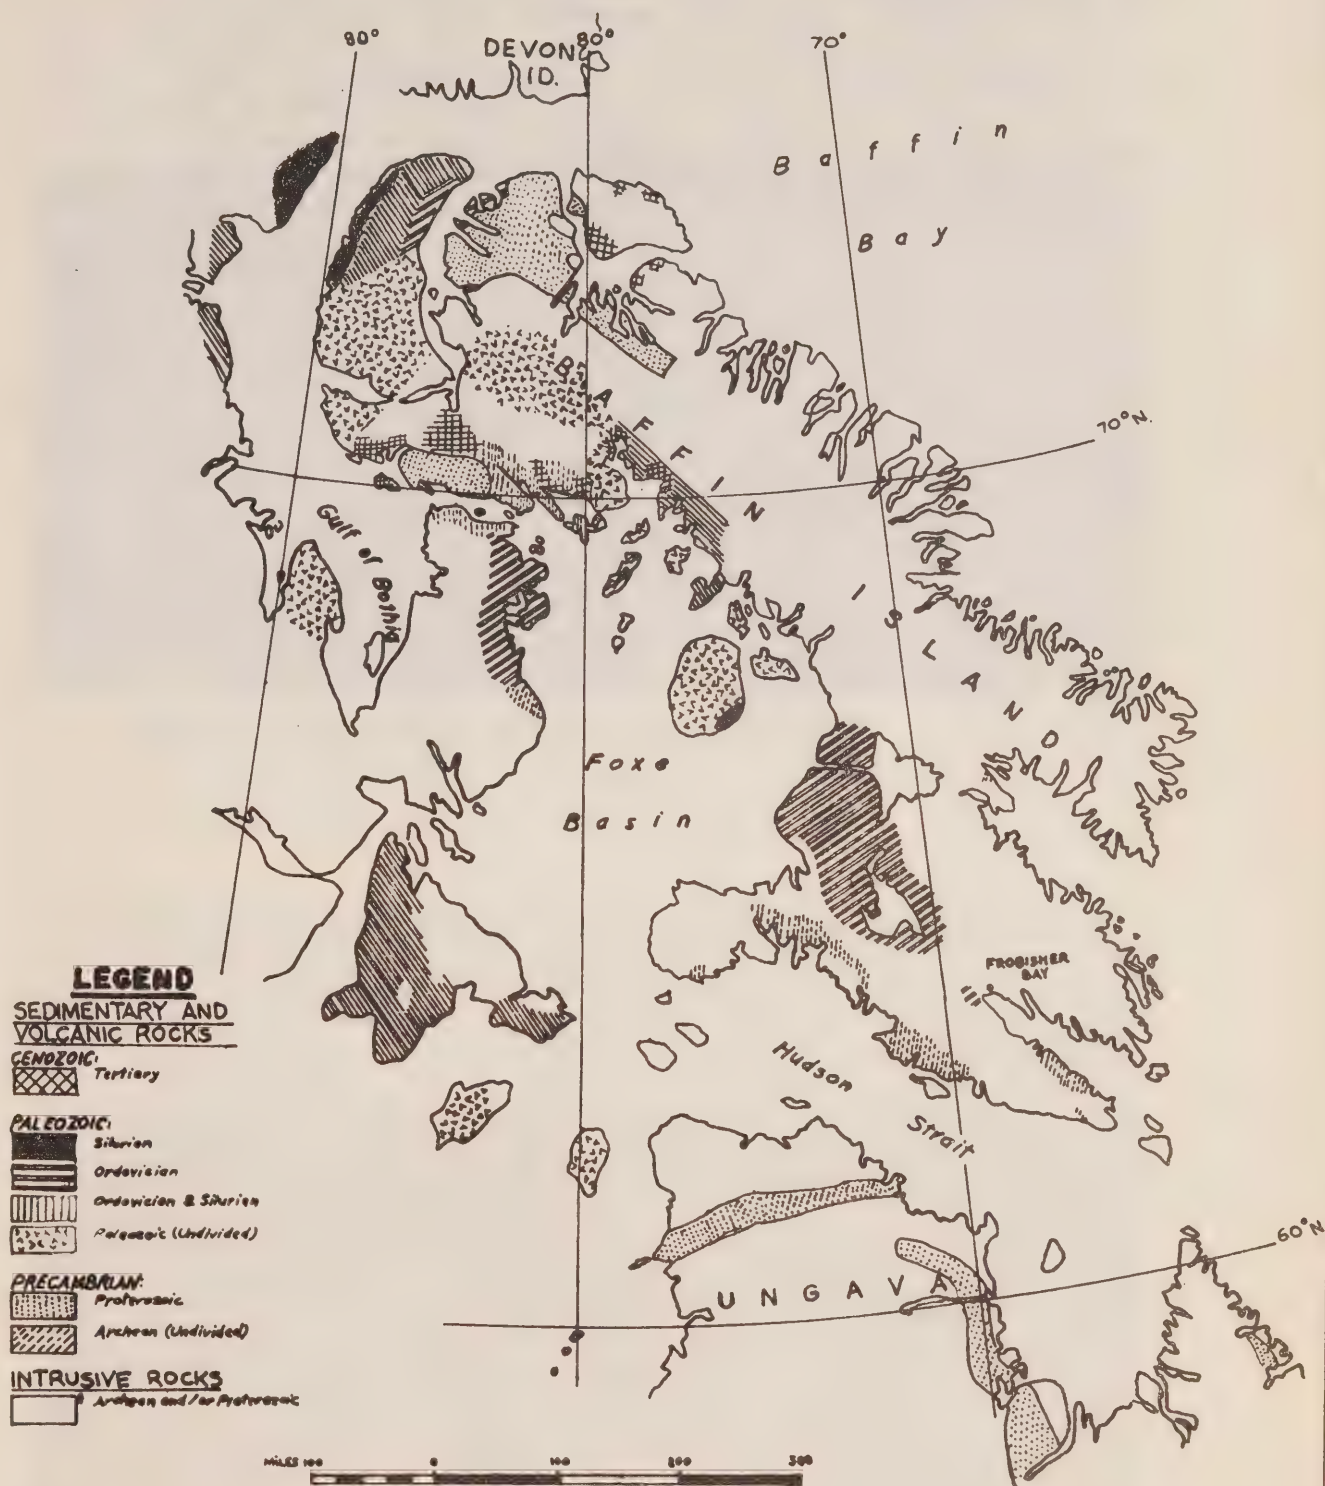 80°
DEVON
ID.
80°
70°
Baffin
Bay
BAFFIN
70°N.
ISLAND
Gulf of Bothia
Foxe
Basin
FROBISHER
BAY
Hudson
Strait
60°N
UNGAVA
LEGEND
SEDIMENTARY AND
VOLCANIC ROCKS
CENOZOIC:
Tertiary
PALEOZOIC:
Silurian
Ordovisian
Ordovician & Silurian
Paleozoic (Undivided)
PRECAMBRIAN:
Proterozoic
Archean (Undivided)
INTRUSIVE ROCKS
Archean and/or Proterozoic
MILES 100 0 100 200 300